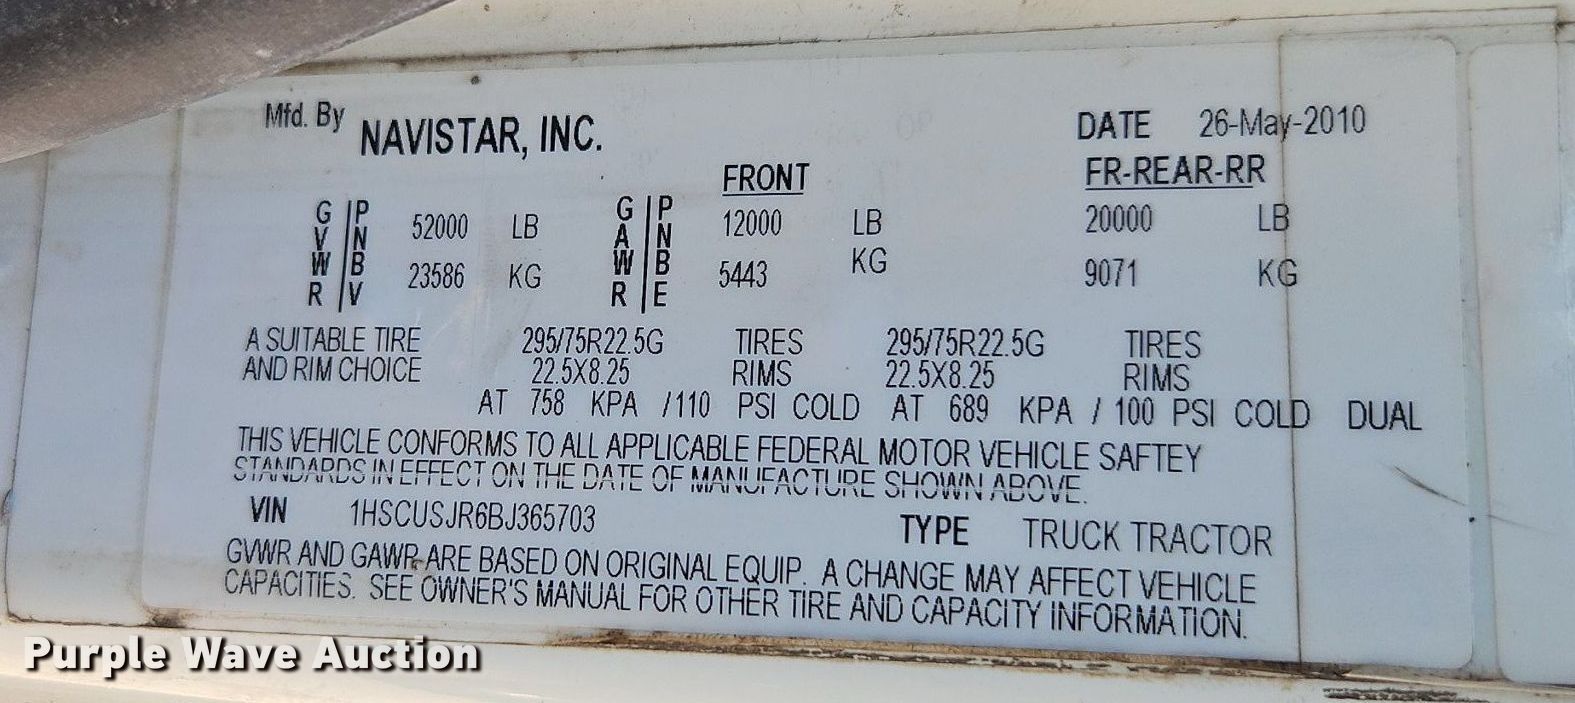 Mfd. By NAVISTAR, INC. DATE 26-May-2010
FRONT FR-REAR-RR
GVWR PNBV 52000 LB GAWR PNBE 12000 LB 20000 LB
23586 KG 5443 KG 9071 KG
A SUITABLE TIRE 295/75R22.5G TIRES 295/75R22.5G TIRES
AND RIM CHOICE 22.5X8.25 RIMS 22.5X8.25 RIMS
AT 758 KPA /110 PSI COLD AT 689 KPA / 100 PSI COLD DUAL
THIS VEHICLE CONFORMS TO ALL APPLICABLE FEDERAL MOTOR VEHICLE SAFTEY
STANDARDS IN EFFECT ON THE DATE OF MANUFACTURE SHOWN ABOVE.
VIN 1HSCUSJR6BJ365703 TYPE TRUCK TRACTOR
GVWR AND GAWR ARE BASED ON ORIGINAL EQUIP. A CHANGE MAY AFFECT VEHICLE
CAPACITIES. SEE OWNER'S MANUAL FOR OTHER TIRE AND CAPACITY INFORMATION.
Purple Wave Auction